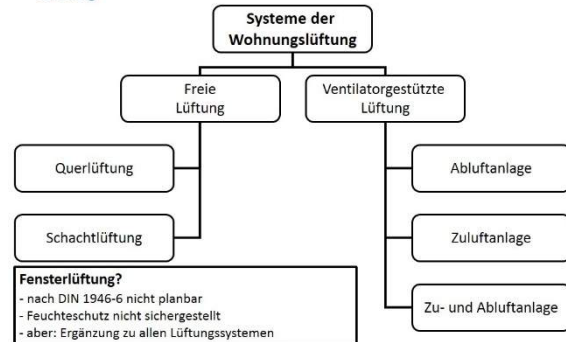 Systeme der
Wohnungslüftung
Freie
Lüftung
Ventilatorgestützte
Lüftung
Querlüftung
Abluftanlage
Schachtlüftung
Zuluftanlage
Fensterlüftung?
- nach DIN 1946-6 nicht planbar
- Feuchteschutz nicht sichergestellt
- aber: Ergänzung zu allen Lüftungssystemen
Zu- und Abluftanlage